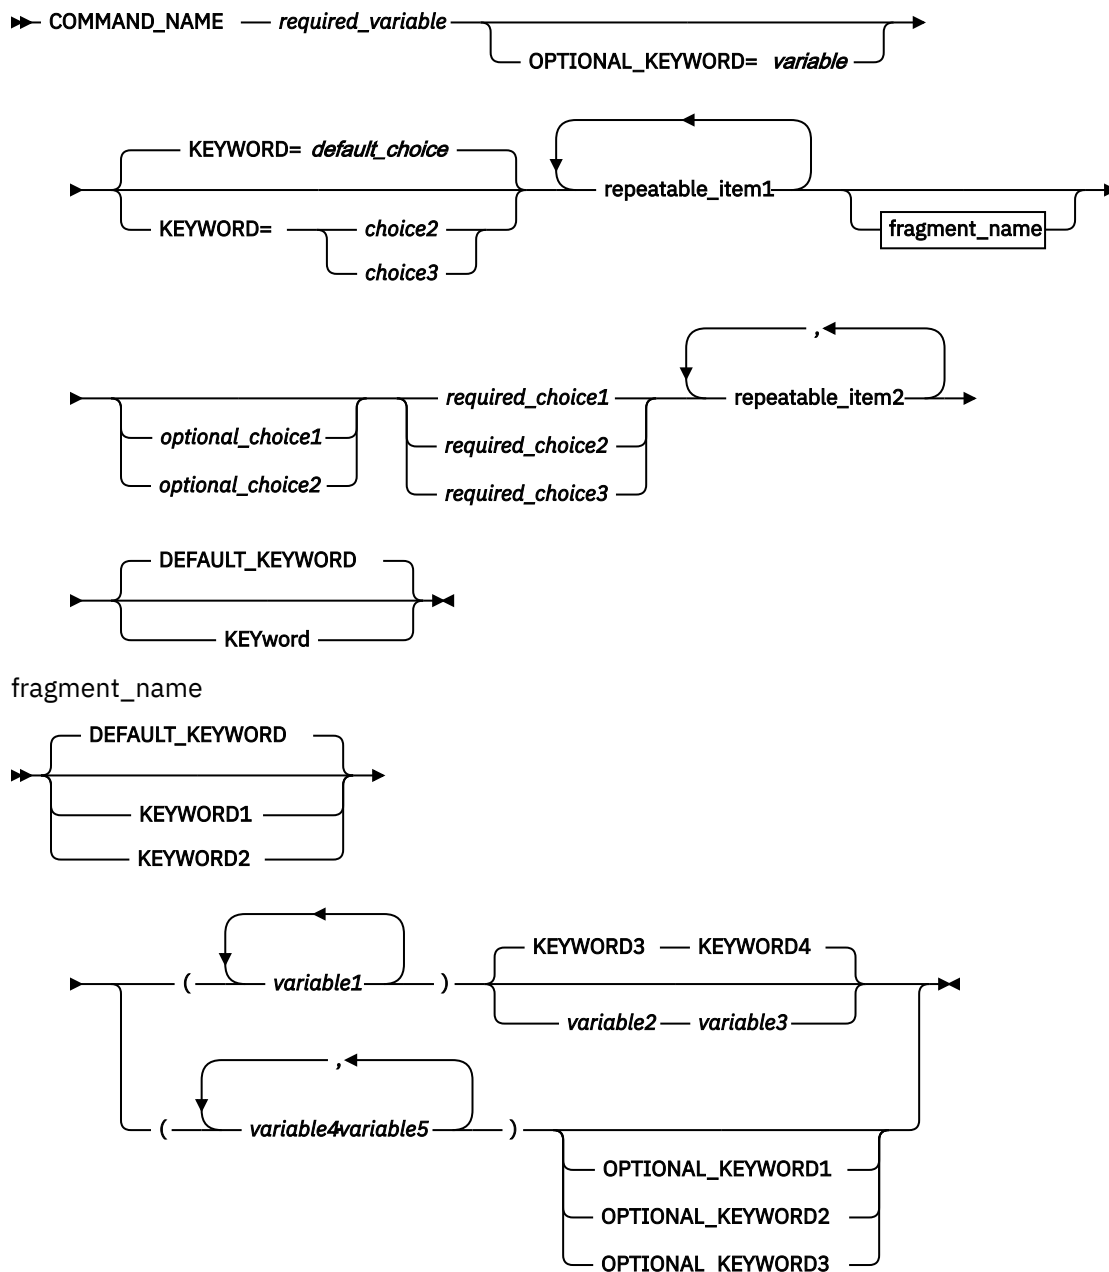 COMMAND_NAME required_variable
OPTIONAL_KEYWORD= variable
KEYWORD= default_choice
repeatable_item1
KEYWORD= choice2
fragment_name
choice3
,
required_choice1 repeatable_item2
optional_choice1 required_choice2
optional_choice2 required_choice3
DEFAULT_KEYWORD
KEYword
fragment_name
DEFAULT_KEYWORD
KEYWORD1
KEYWORD2
KEYWORD3 KEYWORD4
( variable1 )
variable2 variable3
,
( variable4variable5 )
OPTIONAL_KEYWORD1
OPTIONAL_KEYWORD2
OPTIONAL_KEYWORD3